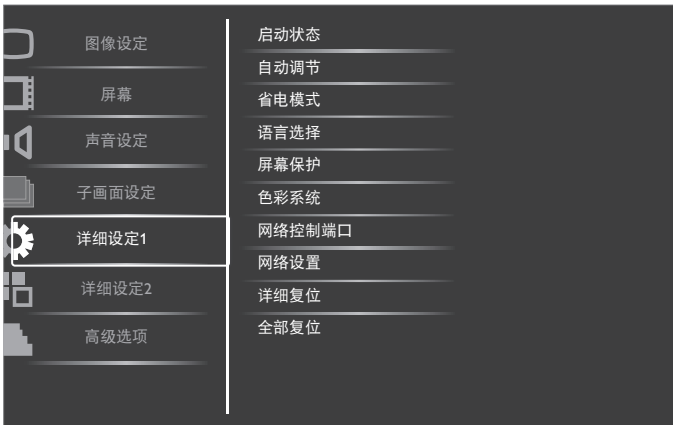 图像设定
屏幕
声音设定
子画面设定
详细设定1
详细设定2
高级选项
启动状态
自动调节
省电模式
语言选择
屏幕保护
色彩系统
网络控制端口
网络设置
详细复位
全部复位